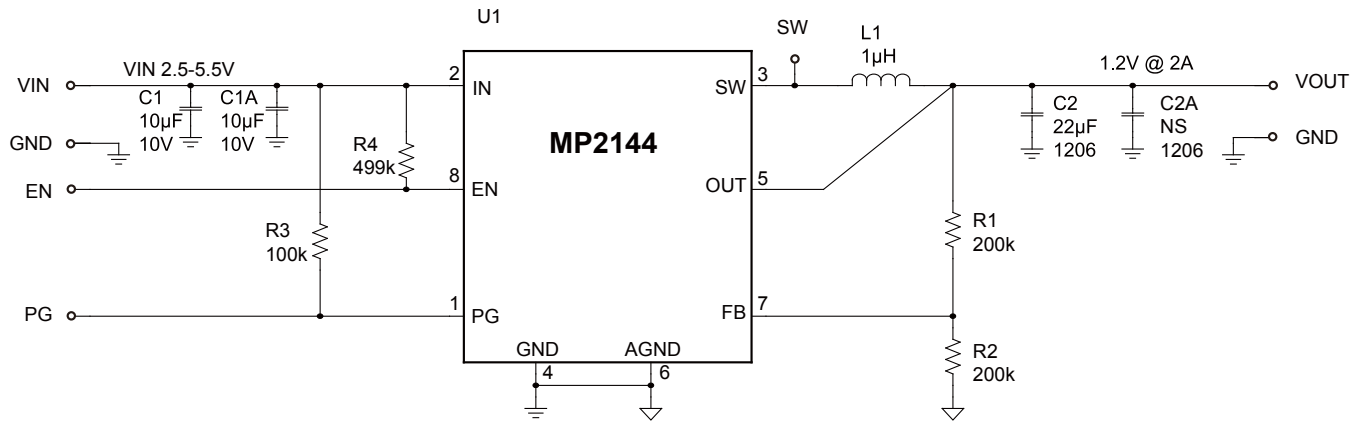 U1
SW
L1
1µH
VIN
VIN 2.5-5.5V
2
IN
SW
3
1.2V @ 2A
VOUT
C1
10µF
10V
C1A
10µF
10V
C2
22µF
1206
C2A
NS
1206
GND
GND
R4
499k
MP2144
EN
8
EN
OUT
5
R3
100k
R1
200k
PG
1
PG
FB
7
GND
AGND
4
6
R2
200k